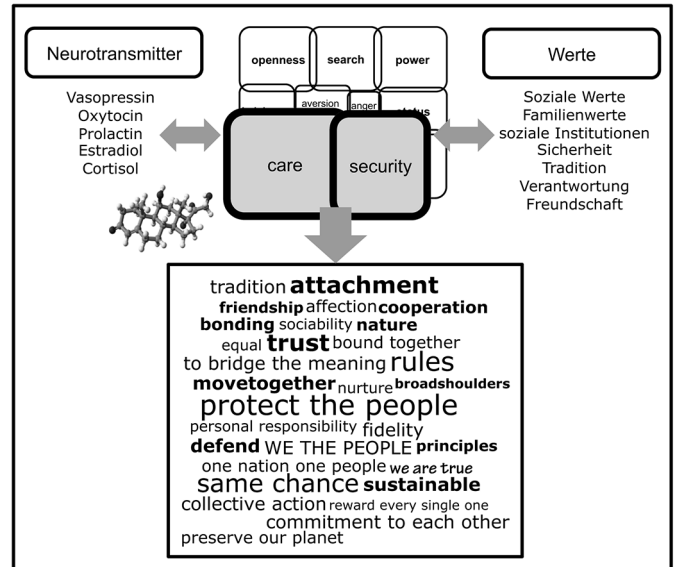 Neurotransmitter
Vasopressin
Oxytocin
Prolactin
Estradiol
Cortisol
openness search power
aversion anger
care security
Werte
Soziale Werte
Familienwerte
soziale Institutionen
Sicherheit
Tradition
Verantwortung
Freundschaft
tradition attachment
friendship affection cooperation
bonding sociability nature
equal trust bound together
to bridge the meaning rules
movetogether nurture broadshoulders
protect the people
personal responsibility fidelity
defend WE THE PEOPLE principles
one nation one people we are true
same chance sustainable
collective action reward every single one
commitment to each other
preserve our planet